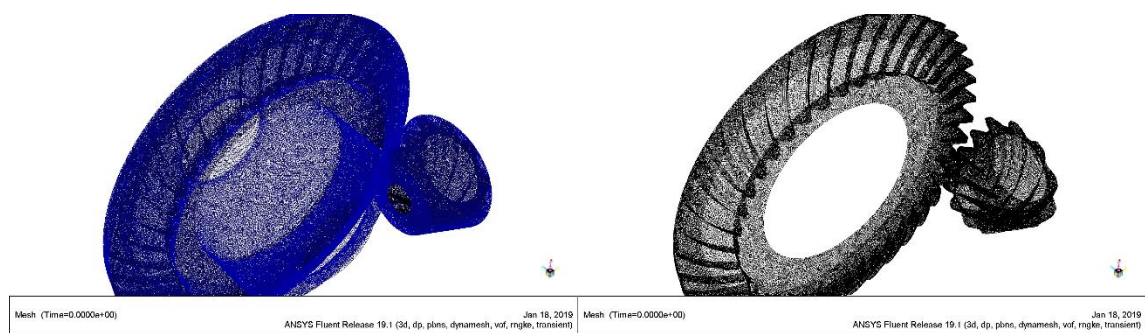 Mesh (Time=0.0000e+00)
Jan 18, 2019
ANSYS Fluent Release 19.1 (3d, dp, pbns, dynamesh, vof, rngke, transient)
Mesh (Time=0.0000e+00)
Jan 18, 2019
ANSYS Fluent Release 19.1 (3d, dp, pbns, dynamesh, vof, rngke, transient)